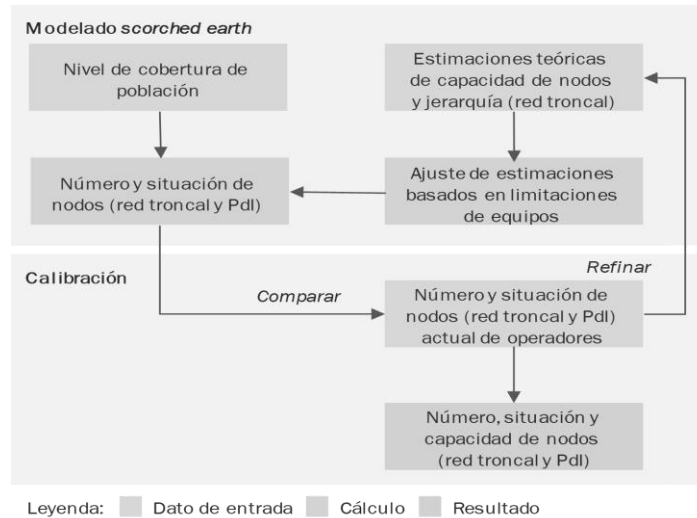 Modelado scorched earth
Nivel de cobertura de
población
Estimaciones teóricas
de capacidad de nodos
y jerarquía (red troncal)
Número y situación de
nodos (red troncal y PdI)
Ajuste de estimaciones
basados en limitaciones
de equipos
Calibración
Refinar
Comparar
Número y situación de
nodos (red troncal y PdI)
actual de operadores
Número, situación y
capacidad de nodos
(red troncal y PdI)
Leyenda: Dato de entrada Cálculo Resultado